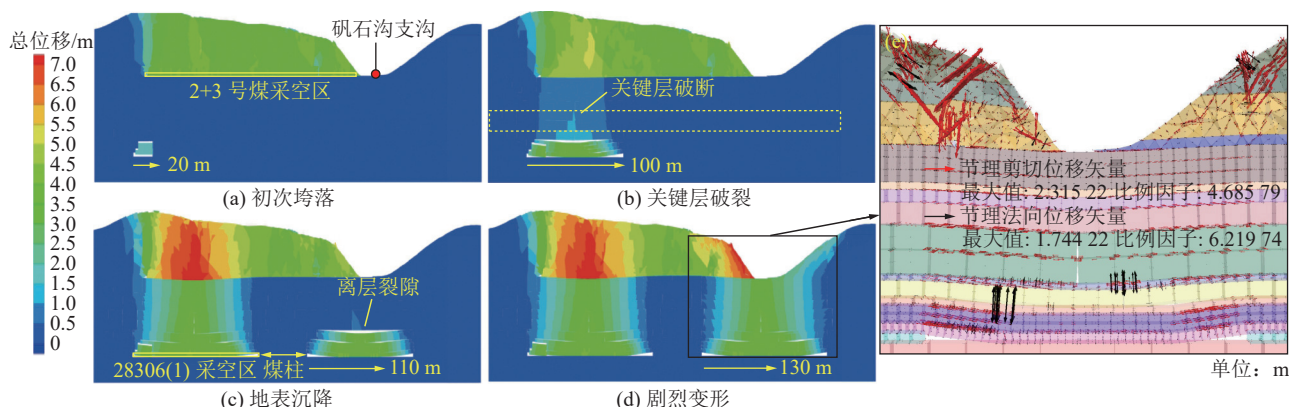 总位移/m
7.0
6.5
6.0
5.5
5.0
4.5
4.0
3.5
3.0
2.5
2.0
1.5
1.0
0.5
0
矾石沟支沟
2+3 号煤采空区
20 m
(a) 初次垮落
关键层破断
100 m
(b) 关键层破裂
离层裂隙
28306(1) 采空区 煤柱
110 m
(c) 地表沉降
130 m
(d) 剧烈变形
(e)
节理剪切位移矢量
最大值: 2.315 22 比例因子: 4.685 79
节理法向位移矢量
最大值: 1.744 22 比例因子: 6.219 74
单位：m